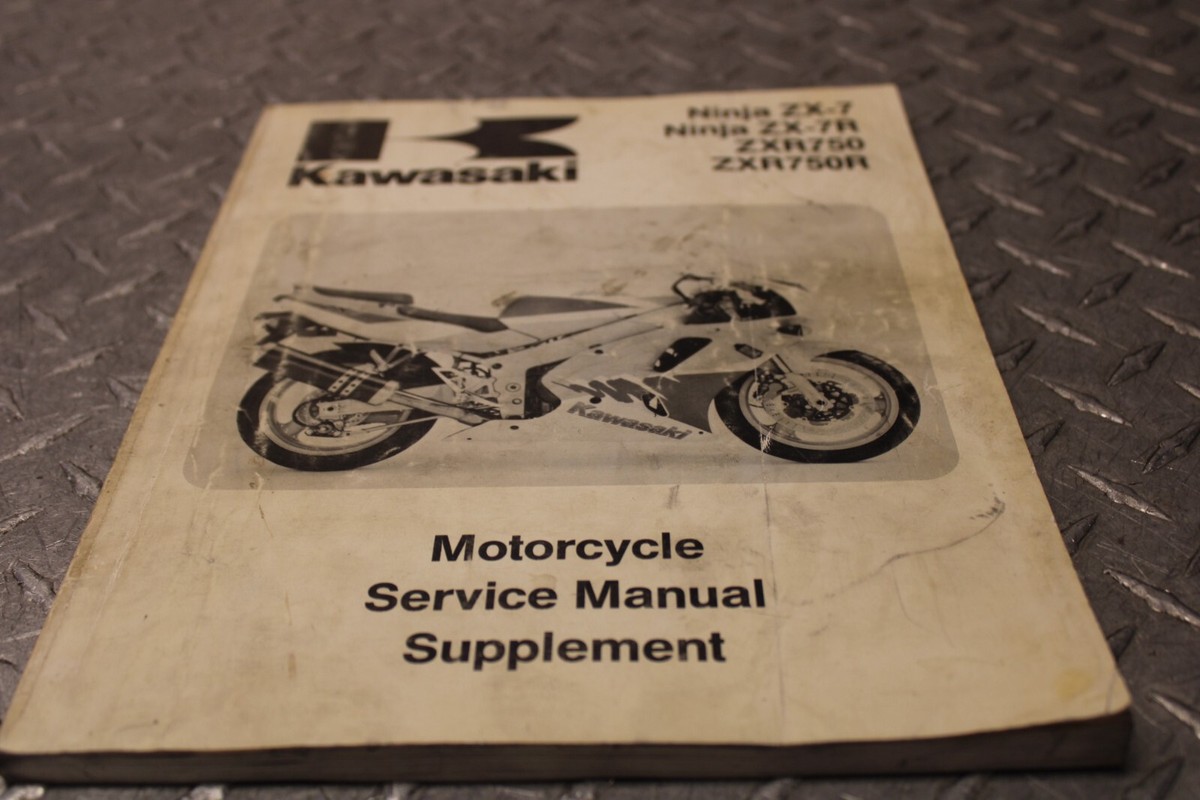 Kawasaki
Ninja ZX-7
Ninja ZX-7R
ZXR750
ZXR750R
Kawasaki
Motorcycle
Service Manual
Supplement